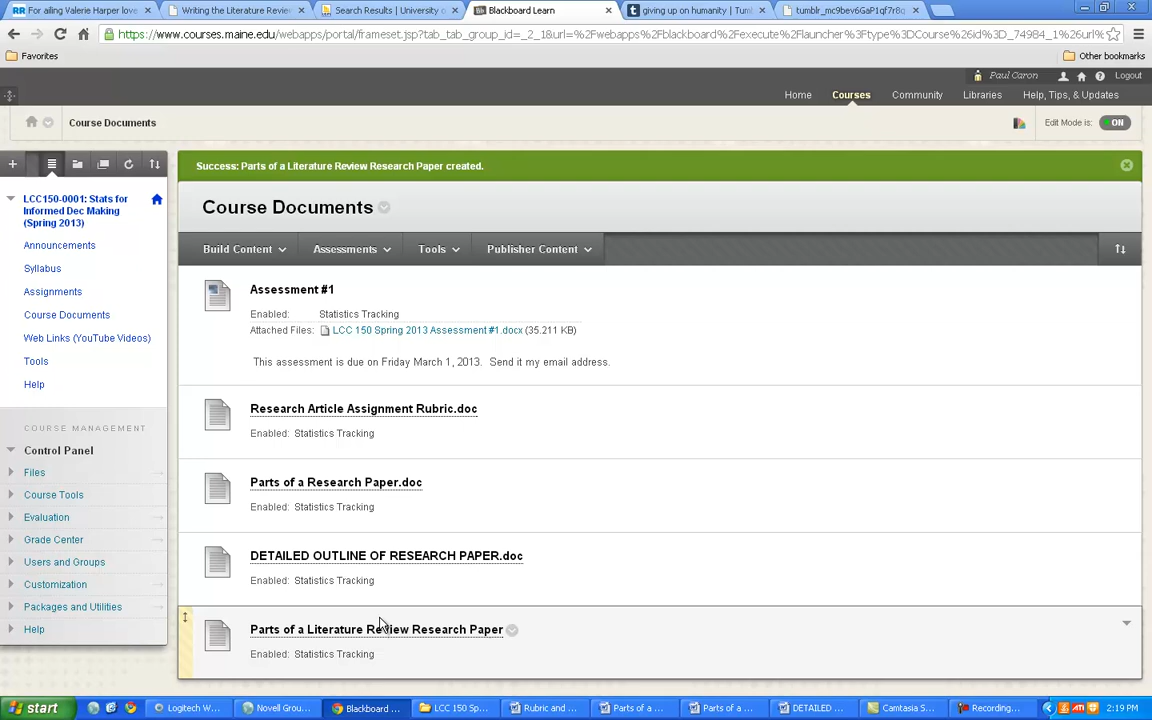 For ailing Valerie Harper love
Writing the Literature Revie
Search Results | University o
Blackboard Learn
giving up on humanity | Tum
tumblr_mc9bev6GaP1qf7r8q
https://www.courses.maine.edu/webapps/portal/frameset.jsp?tab_tab_group_id=_2_1&url=%2Fwebapps%2Fblackboard%2Fexecute%2Flauncher%3Ftype%3DCourse%26id%3D_74984_1%26url%
Favorites
Other bookmarks
Paul Caron
Logout
Home
Courses
Community
Libraries
Help, Tips, & Updates
Course Documents
Edit Mode is:
ON
Success: Parts of a Literature Review Research Paper created.
LCC150-0001: Stats for
Informed Dec Making
(Spring 2013)
Announcements
Syllabus
Assignments
Course Documents
Web Links (YouTube Videos)
Tools
Help
COURSE MANAGEMENT
Control Panel
Files
Course Tools
Evaluation
Grade Center
Users and Groups
Customization
Packages and Utilities
Help
Course Documents
Build Content
Assessments
Tools
Publisher Content
Assessment #1
Enabled: Statistics Tracking
Attached Files: LCC 150 Spring 2013 Assessment #1.docx (35.211 KB)
This assessment is due on Friday March 1, 2013. Send it my email address.
Research Article Assignment Rubric.doc
Enabled: Statistics Tracking
Parts of a Research Paper.doc
Enabled: Statistics Tracking
DETAILED OUTLINE OF RESEARCH PAPER.doc
Enabled: Statistics Tracking
Parts of a Literature Review Research Paper
Enabled: Statistics Tracking
start
Logitech W...
Novell Grou...
Blackboard ...
LCC 150 Sp...
Rubric and ...
Parts of a ...
Parts of a ...
DETAILED ...
Camtasia S...
Recording...
ATI
2:19 PM